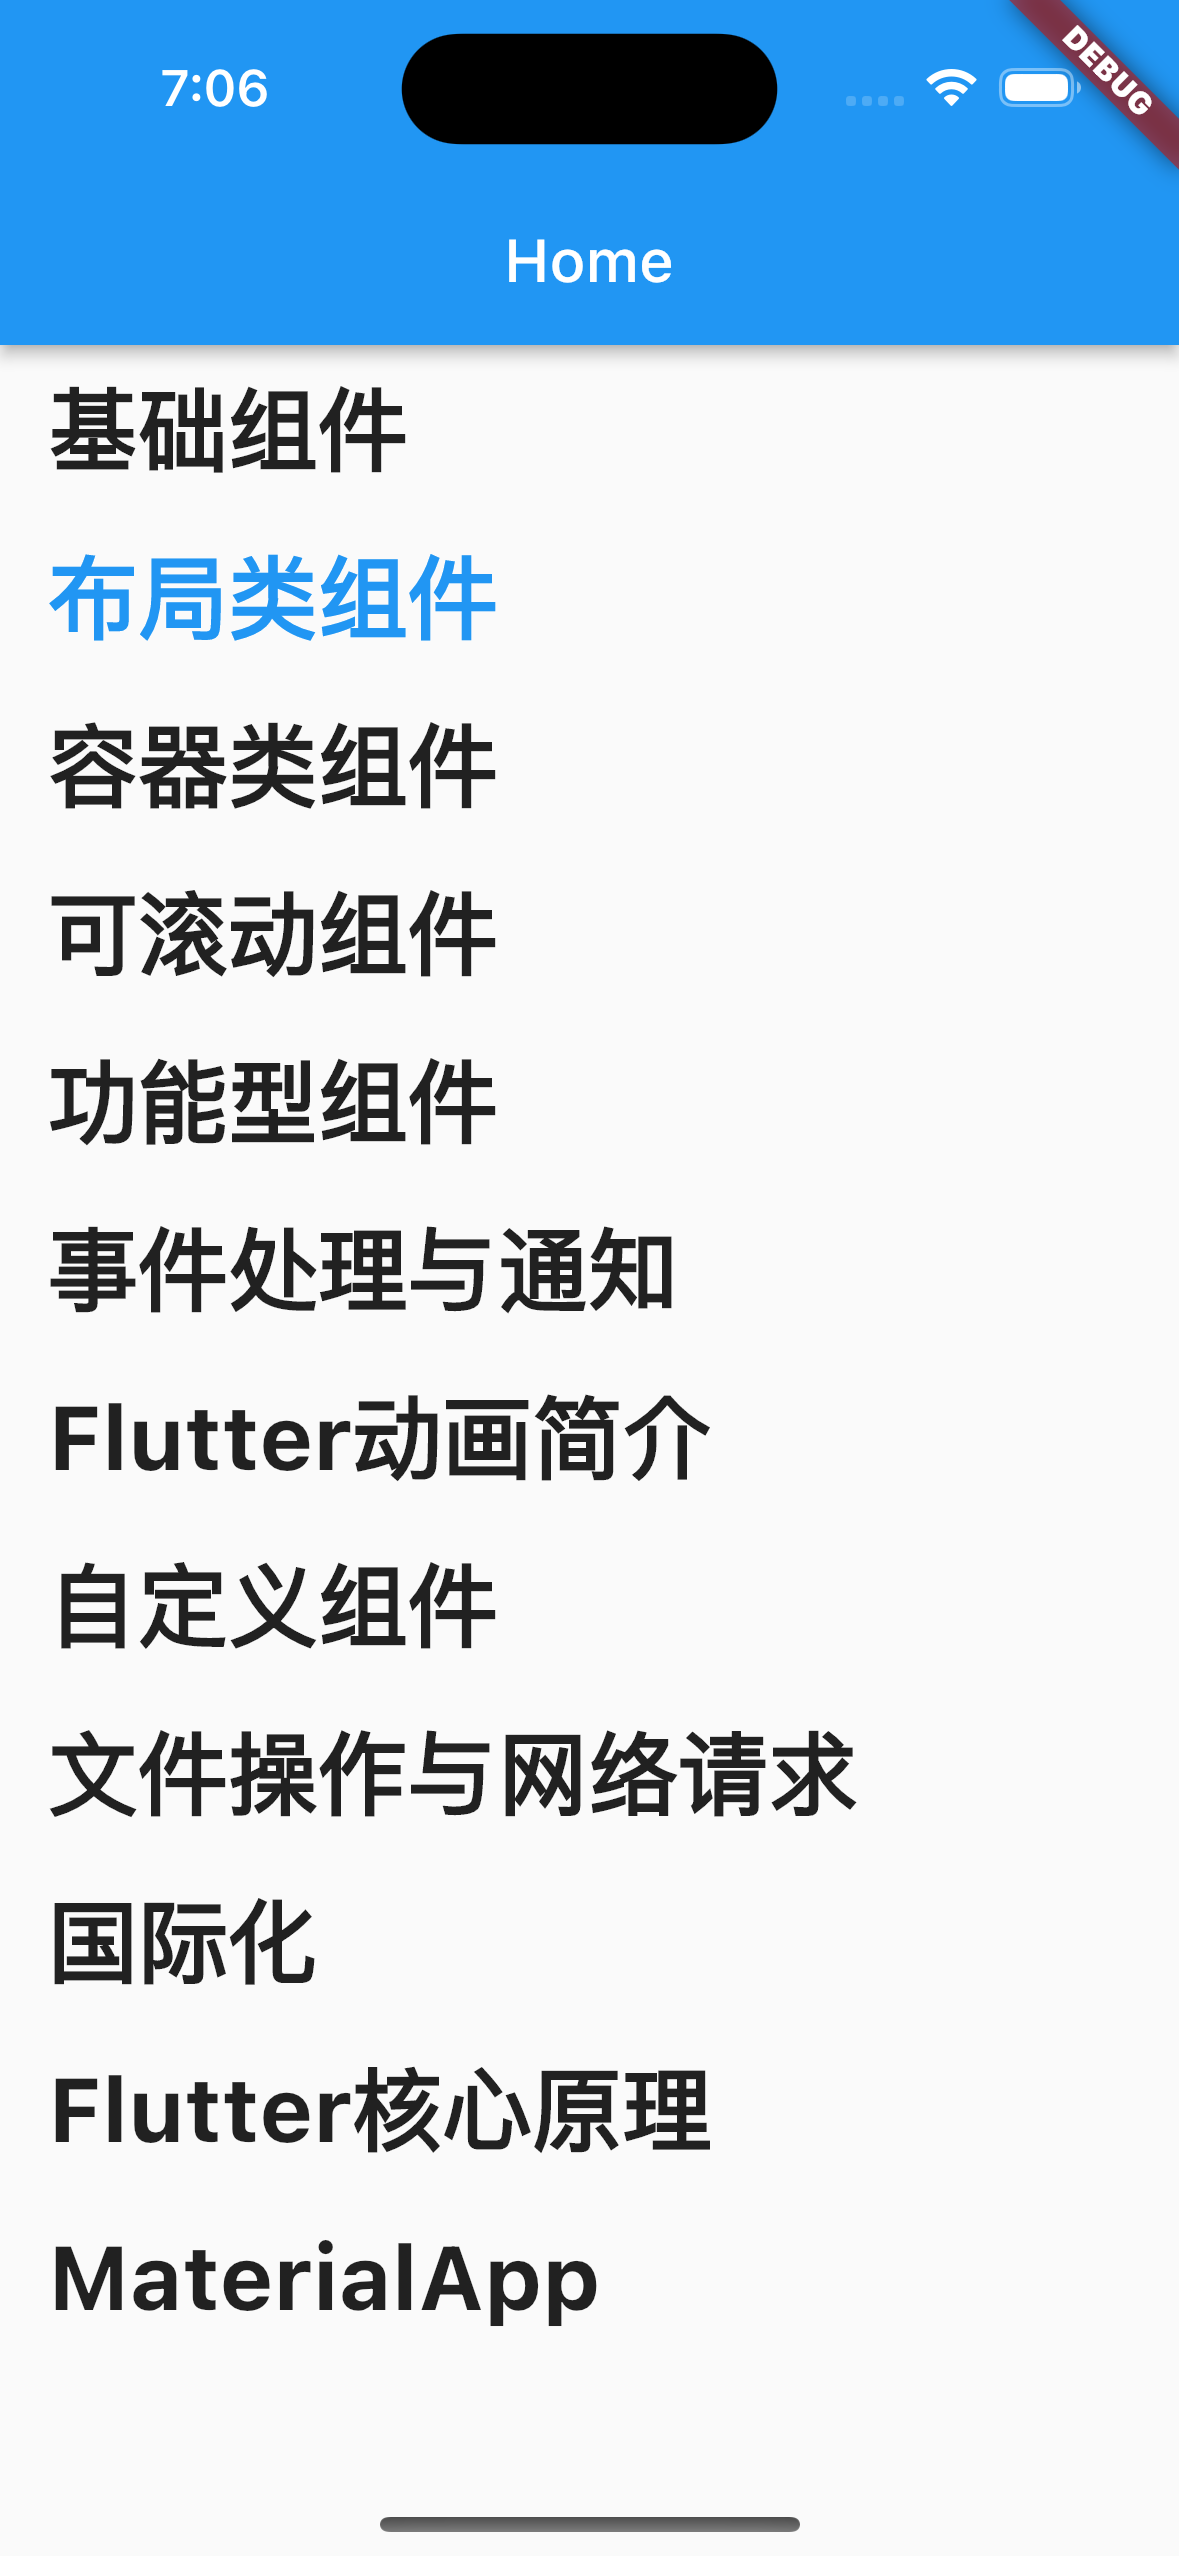 7:06
DEBUG
Home
基础组件
布局类组件
容器类组件
可滚动组件
功能型组件
事件处理与通知
Flutter动画简介
自定义组件
文件操作与网络请求
国际化
Flutter核心原理
MaterialApp